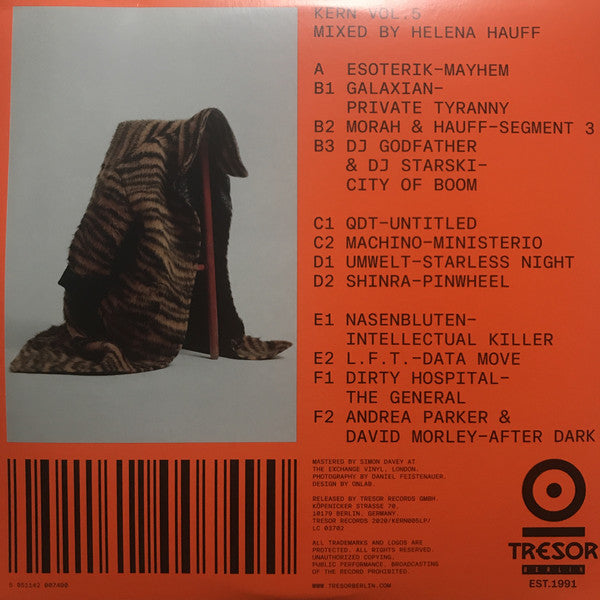 KERN VOL.5
MIXED BY HELENA HAUFF
A ESOTERIK-MAYHEM
B1 GALAXIAN-
PRIVATE TYRANNY
B2 MORAH & HAUFF-SEGMENT 3
B3 DJ GODFATHER
& DJ STARSKI-
CITY OF BOOM
C1 QDT-UNTITLED
C2 MACHINO-MINISTERIO
D1 UMWELT-STARLESS NIGHT
D2 SHINRA-PINWHEEL
E1 NASENBLUTEN-
INTELLECTUAL KILLER
E2 L.F.T.-DATA MOVE
F1 DIRTY HOSPITAL-
THE GENERAL
F2 ANDREA PARKER &
DAVID MORLEY-AFTER DARK
MASTERED BY SIMON DAVEY AT
THE EXCHANGE VINYL, LONDON.
PHOTOGRAPHY BY DANIEL FEISTENAUER.
DESIGN BY ONLAB.
RELEASED BY TRESOR RECORDS GMBH.
KÖPENICKER STRASSE 70,
10179 BERLIN, GERMANY.
TRESOR RECORDS 2020/KERN005LP/
LC 03702
ALL TRADEMARKS AND LOGOS ARE
PROTECTED. ALL RIGHTS RESERVED.
UNAUTHORIZED COPYING,
PUBLIC PERFORMANCE, BROADCASTING
OF THE RECORD PROHIBITED.
WWW.TRESORBERLIN.COM
5 051142 007400
TRESOR
BERLIN
EST.1991